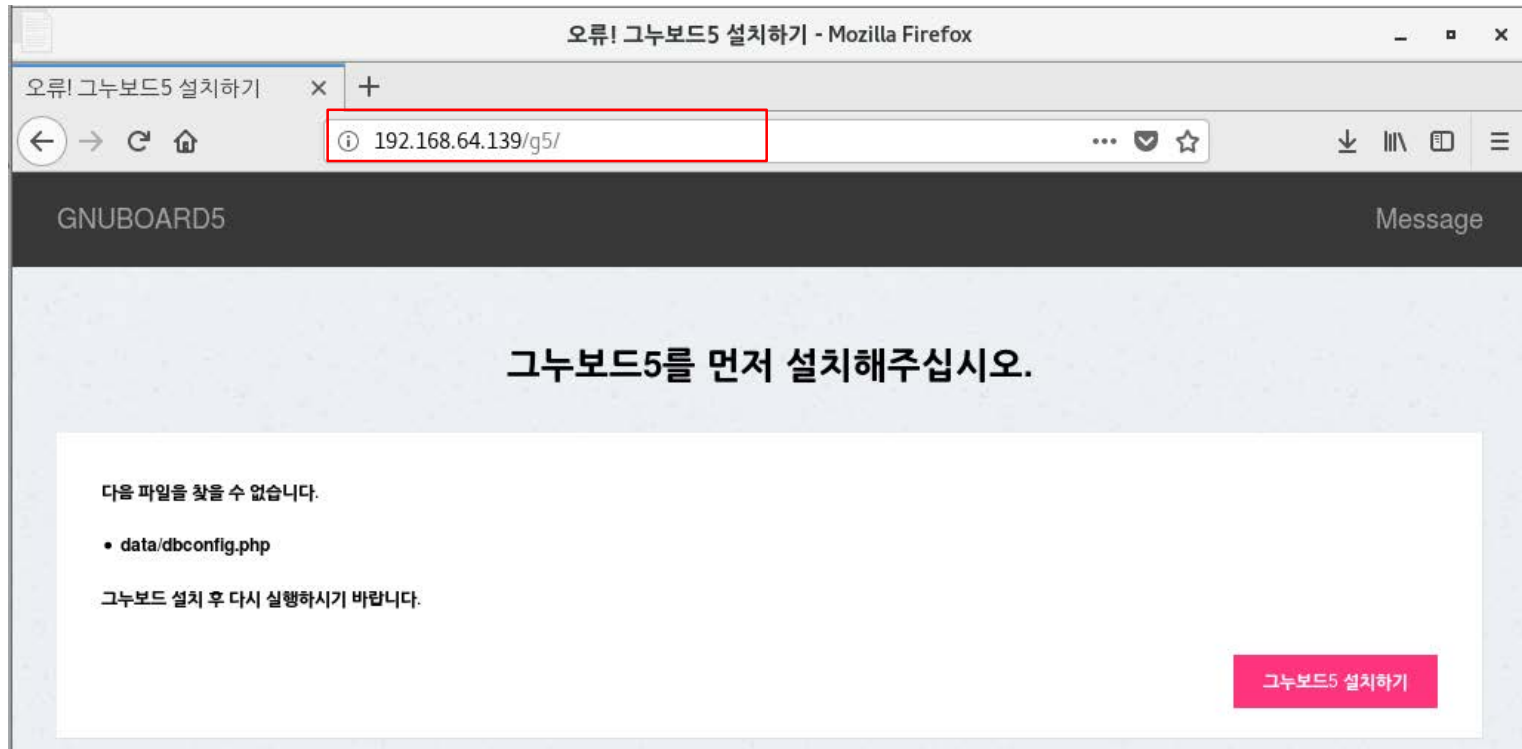 오류! 그누보드5 설치하기 - Mozilla Firefox
오류! 그누보드5 설치하기
192.168.64.139/g5/
GNUBOARD5 Message
그누보드5를 먼저 설치해주십시오.
다음 파일을 찾을 수 없습니다.
• data/dbconfig.php
그누보드 설치 후 다시 실행하시기 바랍니다.
그누보드5 설치하기